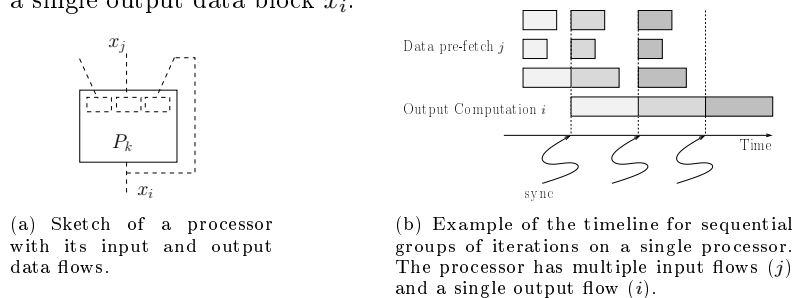 a single output data block x_i.
x_j
P_k
x_i
(a) Sketch of a processor
with its input and output
data flows.
Data pre-fetch j
Output Computation i
Time
sync
(b) Example of the timeline for sequential
groups of iterations on a single processor.
The processor has multiple input flows (j)
and a single output flow (i).